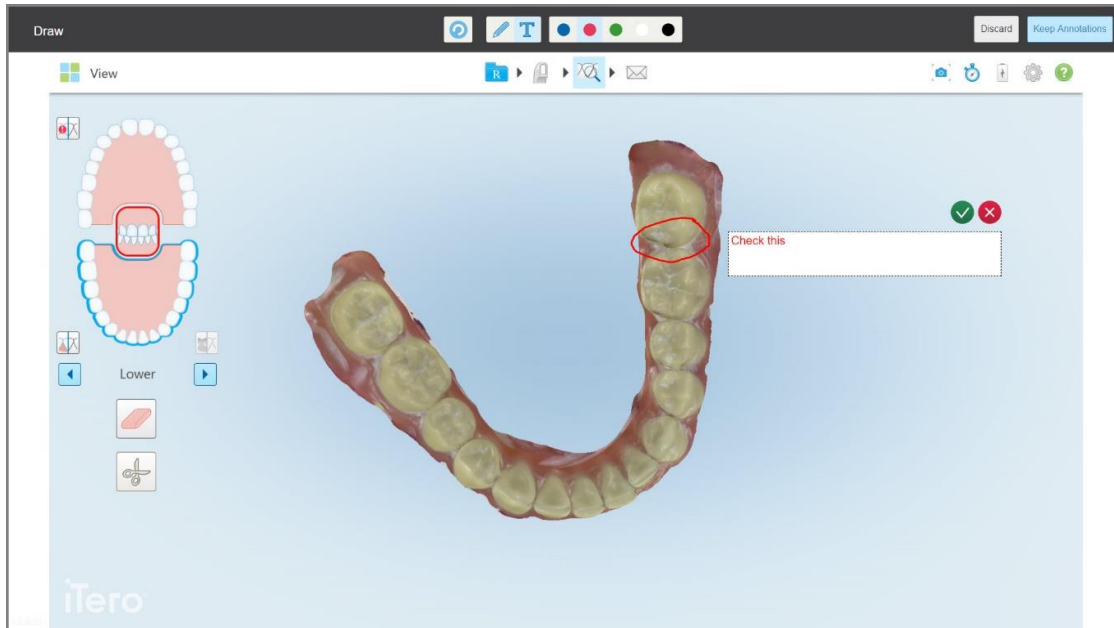 Draw
T
Discard
Keep Annotations
View
R
?
Check this
Lower
iTero